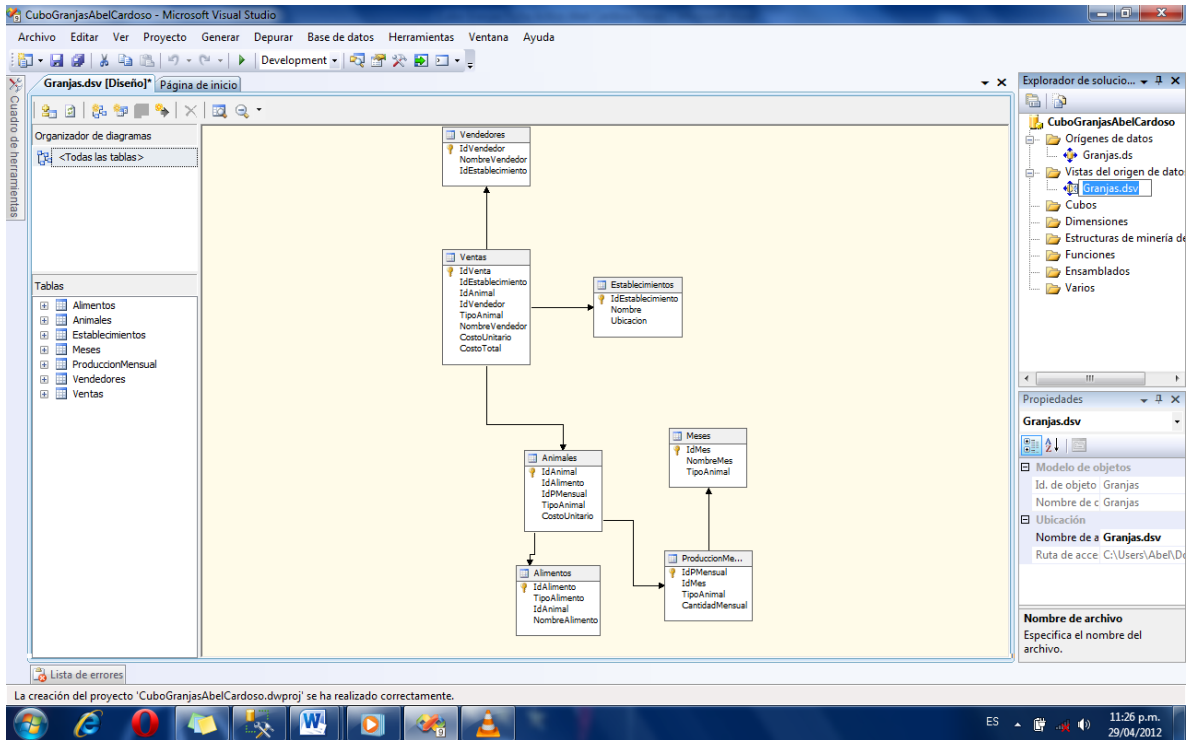 CuboGranjasAbelCardoso - Microsoft Visual Studio
Archivo Editar Ver Proyecto Generar Depurar Base de datos Herramientas Ventana Ayuda
Development
Cuadro de herramientas
Granjas.dsv [Diseño]* Página de inicio
Organizador de diagramas
<Todas las tablas>
Tablas
Alimentos
Animales
Establecimientos
Meses
ProduccionMensual
Vendedores
Ventas
Vendedores
IdVendedor
NombreVendedor
IdEstablecimiento
Ventas
IdVenta
IdEstablecimiento
IdAnimal
IdVendedor
TipoAnimal
NombreVendedor
CostoUnitario
CostoTotal
Establecimientos
IdEstablecimiento
Nombre
Ubicacion
Animales
IdAnimal
IdAlimento
IdPMensual
TipoAnimal
CostoUnitario
Meses
IdMes
NombreMes
TipoAnimal
Alimentos
IdAlimento
TipoAlimento
IdAnimal
NombreAlimento
ProduccionMe...
IdPMensual
IdMes
TipoAnimal
CantidadMensual
Explorador de solucio...
CuboGranjasAbelCardoso
Orígenes de datos
Granjas.ds
Vistas del origen de dato
Granjas.dsv
Cubos
Dimensiones
Estructuras de minería de
Funciones
Ensamblados
Varios
Propiedades
Granjas.dsv
Modelo de objetos
Id. de objeto Granjas
Nombre de c Granjas
Ubicación
Nombre de a Granjas.dsv
Ruta de acce C:\Users\Abel\Do
Nombre de archivo
Especifica el nombre del
archivo.
Lista de errores
La creación del proyecto 'CuboGranjasAbelCardoso.dwproj' se ha realizado correctamente.
ES
11:26 p.m.
29/04/2012